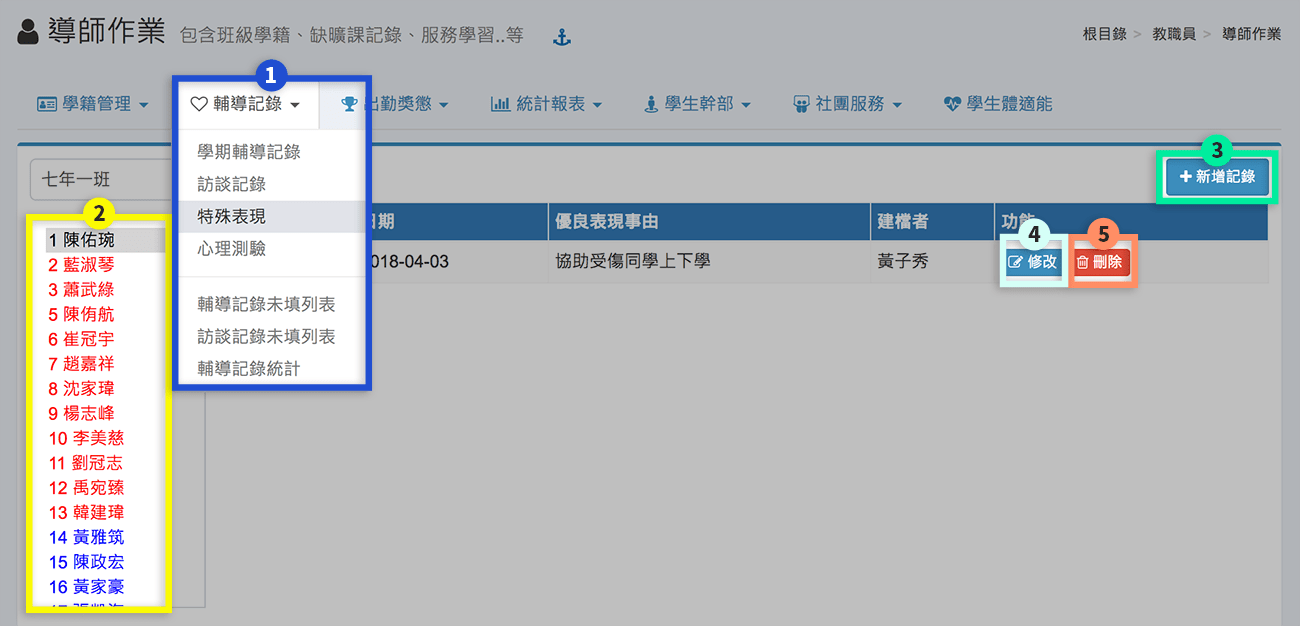 導師作業 包含班級學籍、缺曠課記錄、服務學習..等
根目錄 > 教職員 > 導師作業
1
學籍管理 輔導記錄 出勤獎懲 統計報表 學生幹部 社團服務 學生體適能
學期輔導記錄
訪談記錄
特殊表現
心理測驗
輔導記錄未填列表
訪談記錄未填列表
輔導記錄統計
七年一班
3
+新增記錄
日期 優良表現事由 建檔者 功能
018-04-03 協助受傷同學上下學 黃子秀
4
修改
5
刪除
2
1 陳佑琬
2 藍淑琴
3 蕭武綠
5 陳侑航
6 崔冠宇
7 趙嘉祥
8 沈家瑋
9 楊志峰
10 李美慈
11 劉冠志
12 禹宛臻
13 韓建瑋
14 黃雅筑
15 陳政宏
16 黃家豪